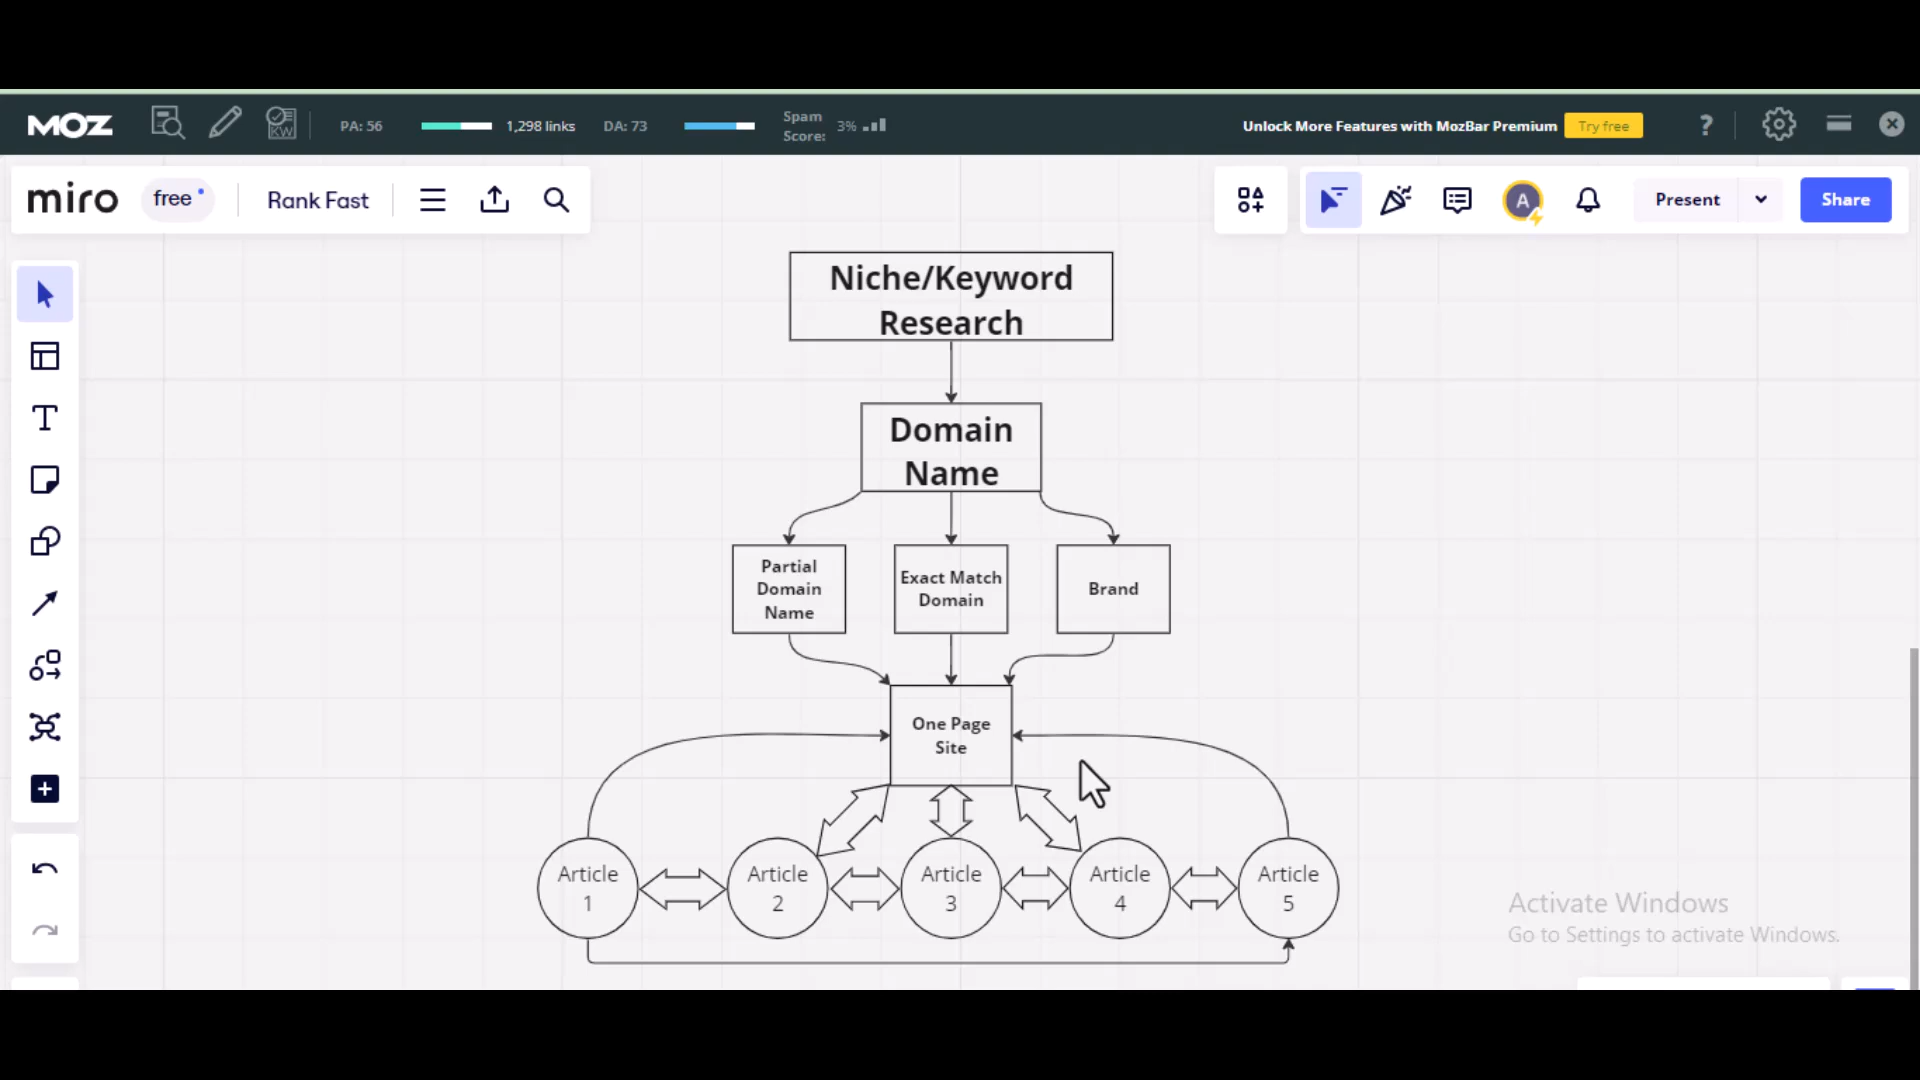 MOZ
KW
PA: 56
1,298 links
DA: 73
Spam
Score:
3%
Unlock More Features with MozBar Premium
Try free
?
miro
free
Rank Fast
A
Present
Share
T
Niche/Keyword
Research
Domain
Name
Partial
Domain
Name
Exact Match
Domain
Brand
One Page
Site
Article
1
Article
2
Article
3
Article
4
Article
5
Activate Windows
Go to Settings to activate Windows.